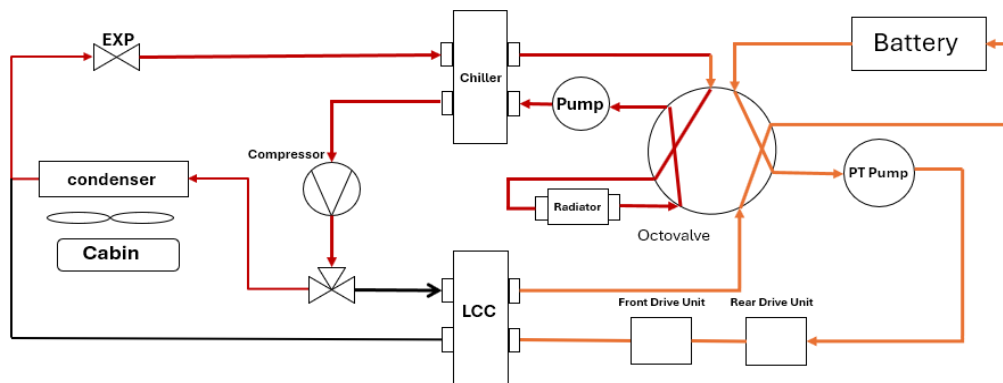 EXP
Battery
Chiller
Pump
Compressor
PT Pump
condenser
Radiator
Octovalve
Cabin
LCC
Front Drive Unit
Rear Drive Unit